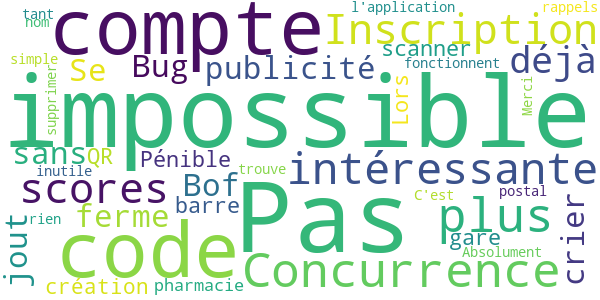 tant
nom
compte
l'application
rappels
Inscription
simple
Se
Bug
publicité
scanner
fonctionnent
déjà
supprimer
impossible
Lors
Merci
sans
QR
Pénible
trouve
intéressante
inutile
scores
Bof
barre
C'est
postal
plus
crier
jout
rien
ferme
code
Pas
gare
Absolument
Concurrence
création
pharmacie